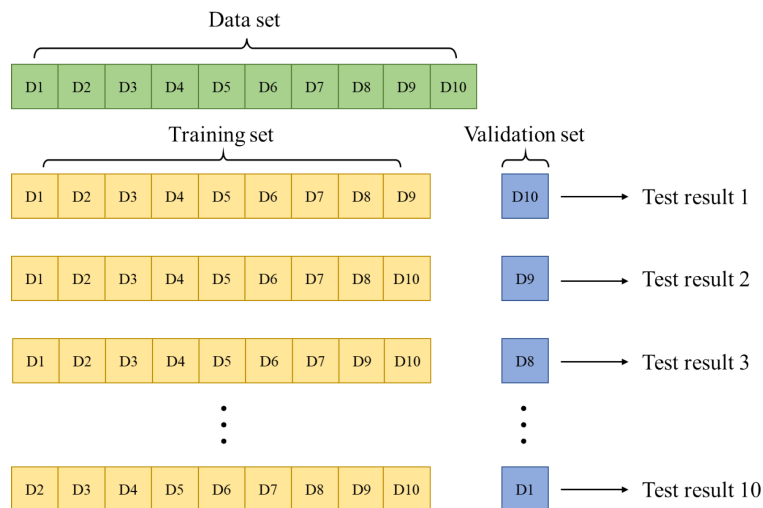 Data set
D1 D2 D3 D4 D5 D6 D7 D8 D9 D10
Training set Validation set
D1 D2 D3 D4 D5 D6 D7 D8 D9 D10 Test result 1
D1 D2 D3 D4 D5 D6 D7 D8 D10 D9 Test result 2
D1 D2 D3 D4 D5 D6 D7 D9 D10 D8 Test result 3
D2 D3 D4 D5 D6 D7 D8 D9 D10 D1 Test result 10